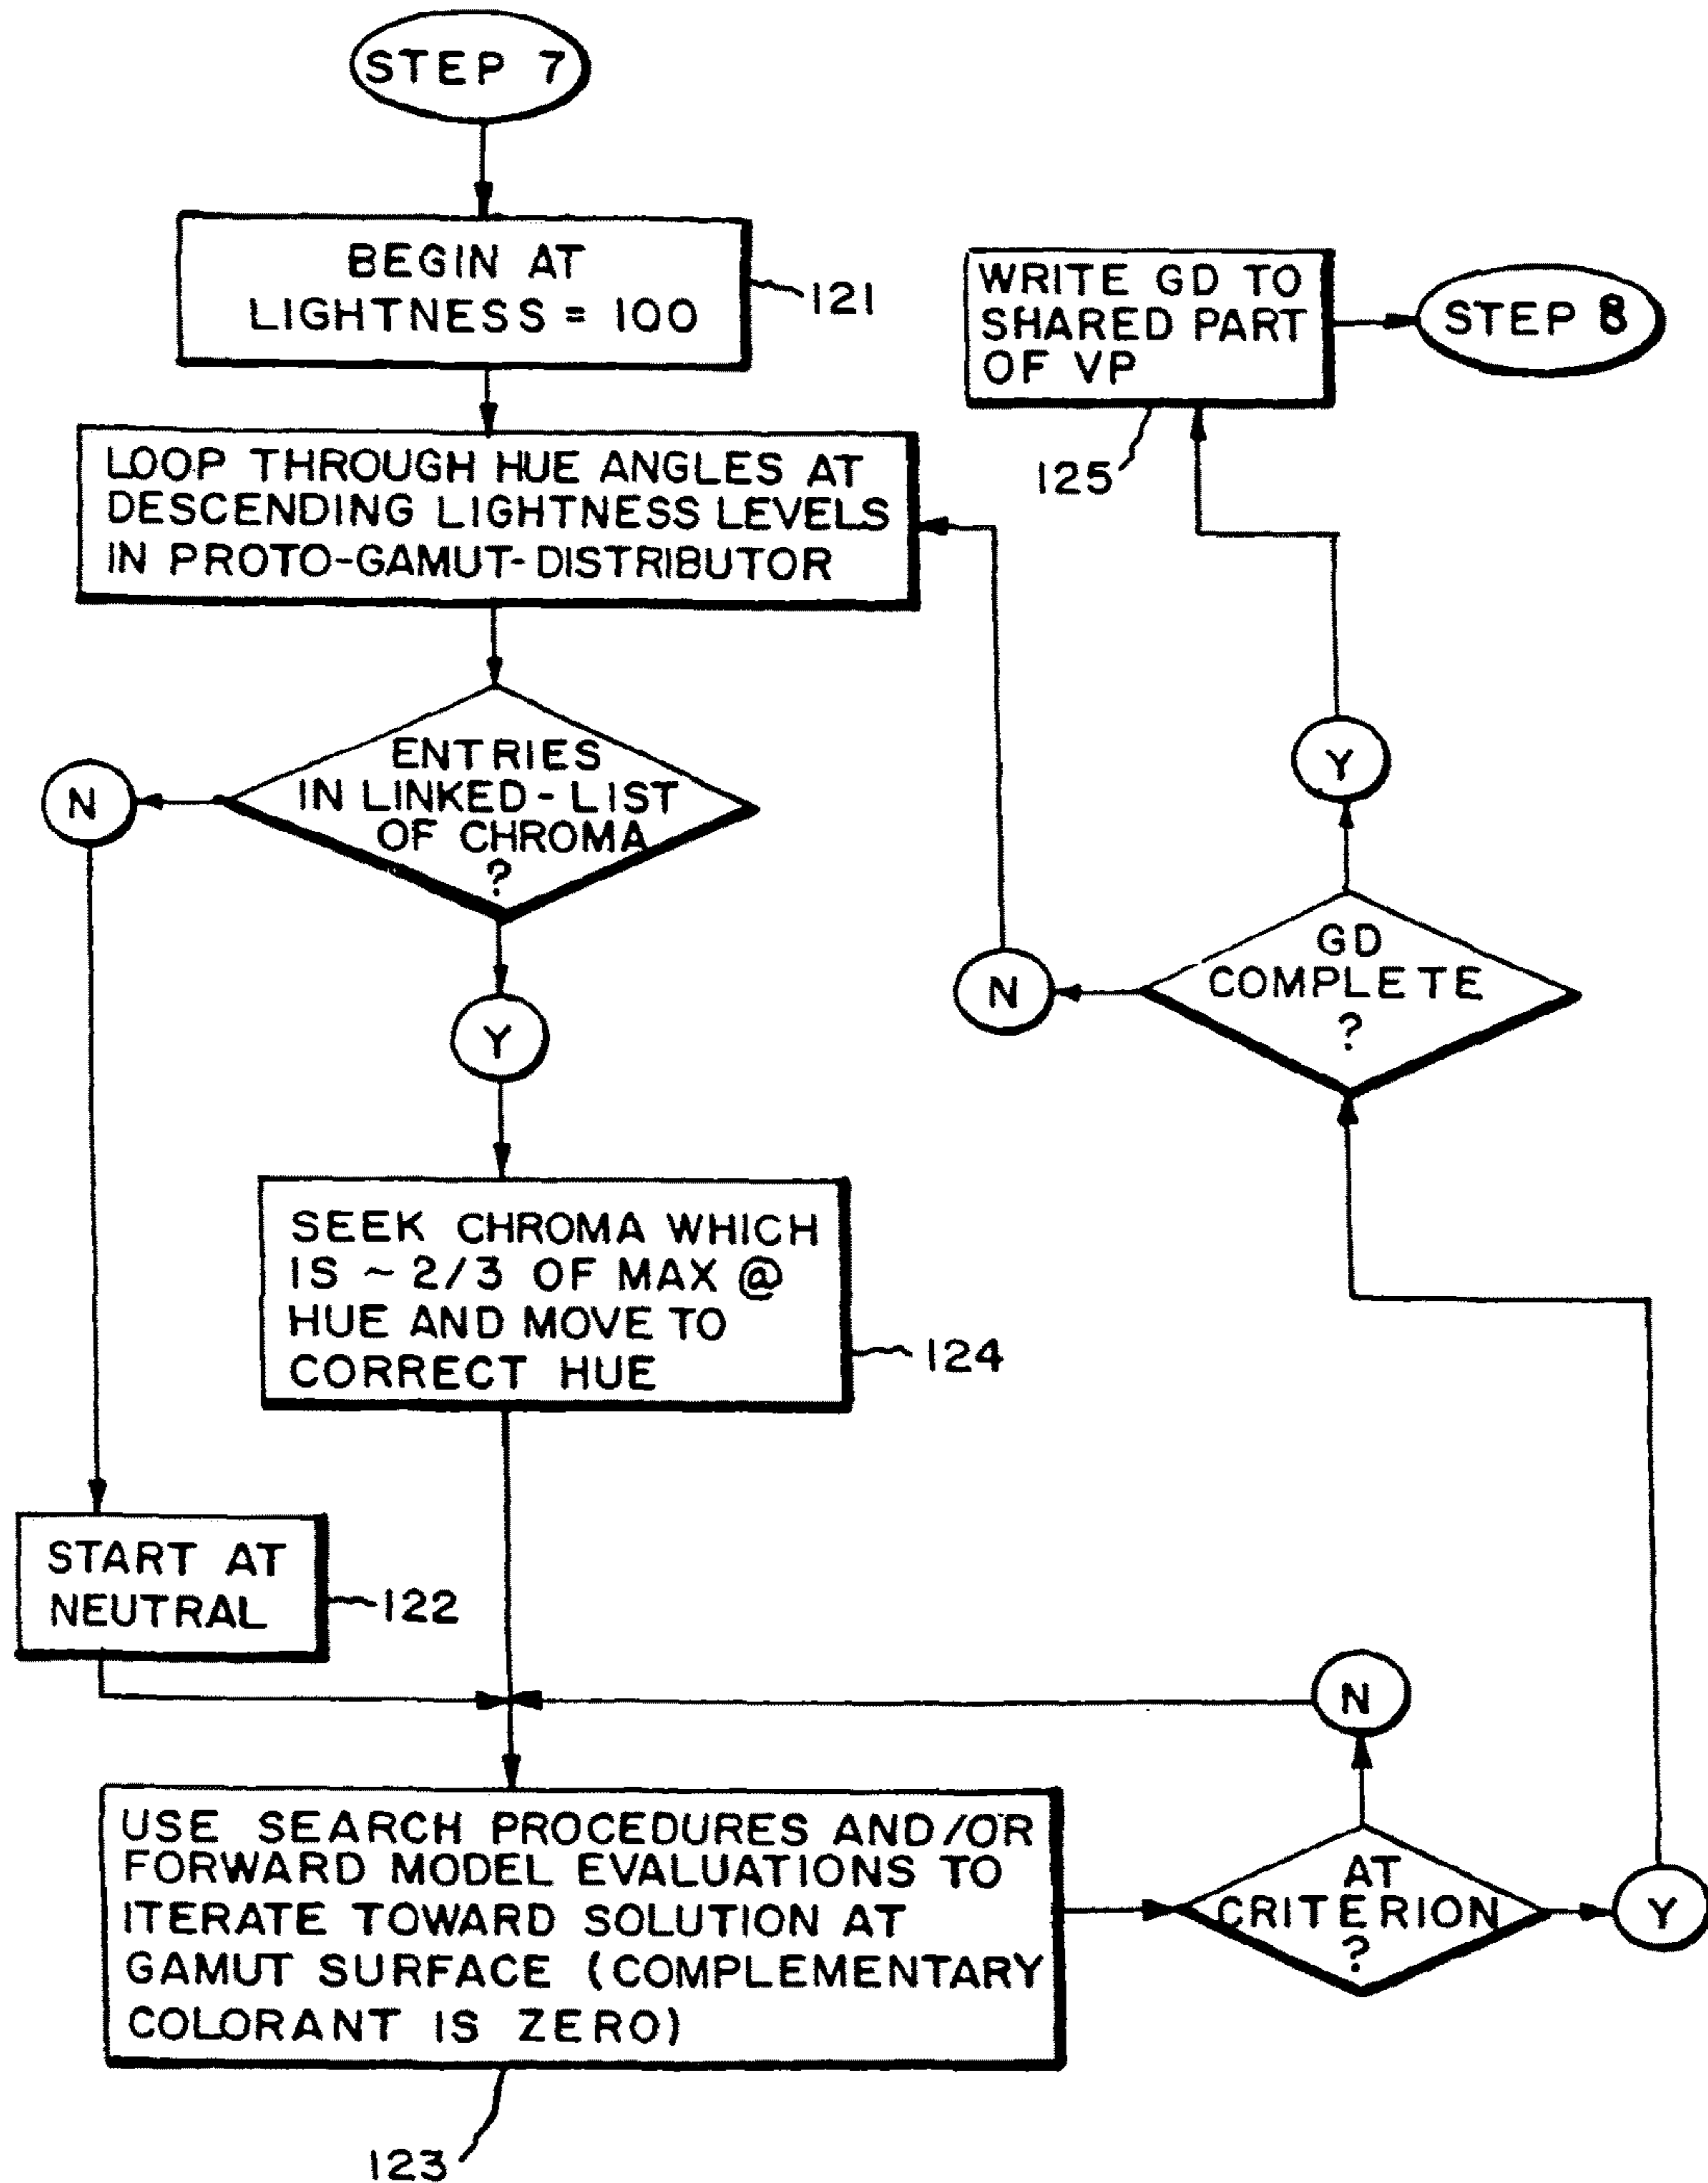 STEP 7
BEGIN AT
LIGHTNESS = 100
121
LOOP THROUGH HUE ANGLES AT
DESCENDING LIGHTNESS LEVELS
IN PROTO-GAMUT-DISTRIBUTOR
ENTRIES
IN LINKED-LIST
OF CHROMA
?
N
Y
SEEK CHROMA WHICH
IS ~ 2/3 OF MAX @
HUE AND MOVE TO
CORRECT HUE
124
START AT
NEUTRAL
122
USE SEARCH PROCEDURES AND/OR
FORWARD MODEL EVALUATIONS TO
ITERATE TOWARD SOLUTION AT
GAMUT SURFACE (COMPLEMENTARY
COLORANT IS ZERO)
123
AT
CRITERION
?
N
Y
GD
COMPLETE
?
N
Y
WRITE GD TO
SHARED PART
OF VP
125
STEP 8